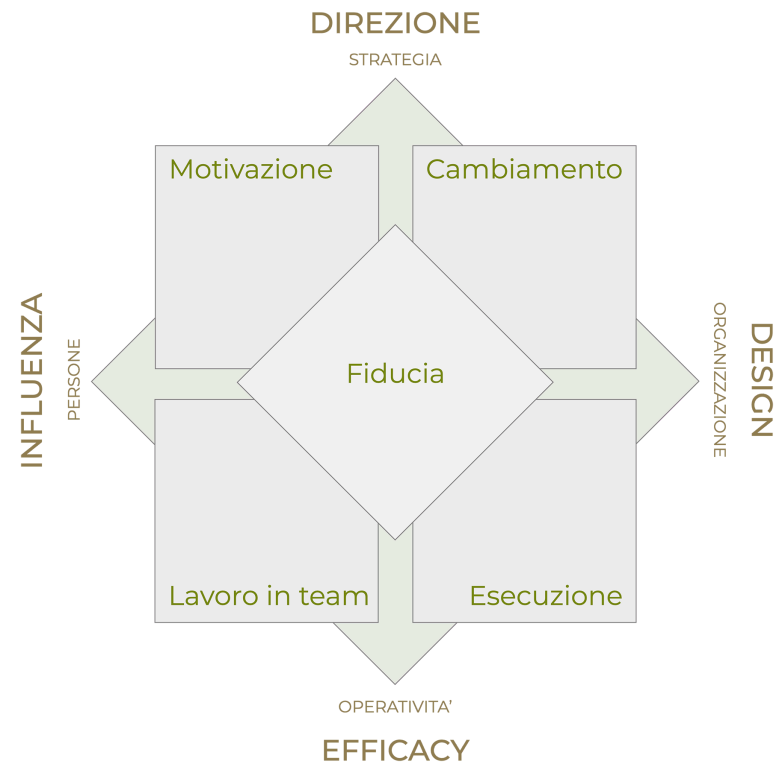 DIREZIONE
STRATEGIA
Motivazione
Cambiamento
INFLUENZA
PERSONE
Fiducia
ORGANIZZAZIONE
DESIGN
Lavoro in team
Esecuzione
OPERATIVITA'
EFFICACY